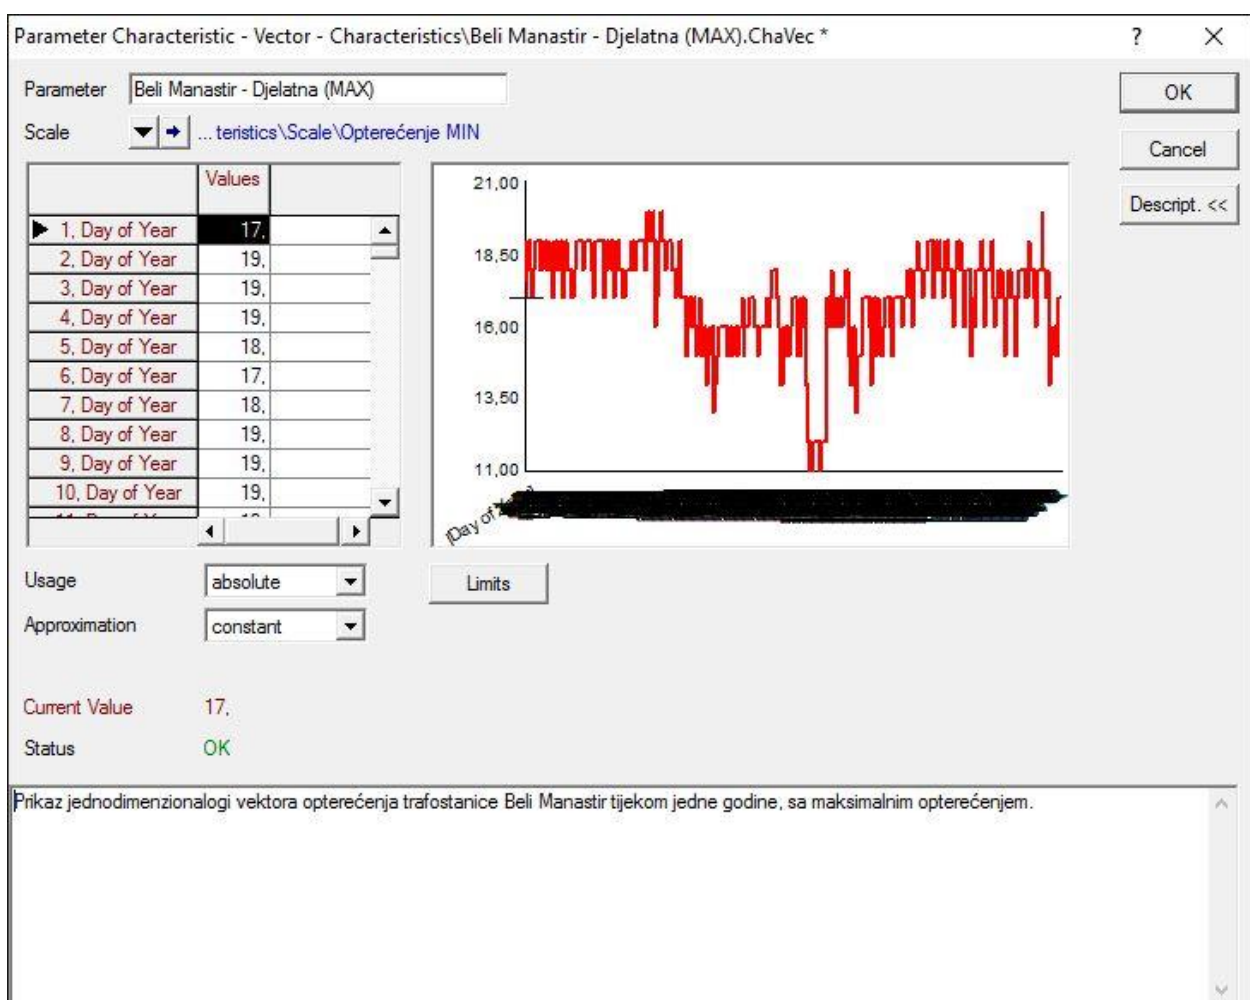 Parameter Characteristic - Vector - Characteristics\Beli Manastir - Djelatna (MAX).ChaVec *
? X
Parameter Beli Manastir - Djelatna (MAX)
OK
Scale ... teristics\Scale\Opterećenje MIN
Cancel
Descript. <<
Values
1, Day of Year 17,
2, Day of Year 19,
3, Day of Year 19,
4, Day of Year 19,
5, Day of Year 18,
6, Day of Year 17,
7, Day of Year 18,
8, Day of Year 19,
9, Day of Year 19,
10, Day of Year 19,
21,00
18,50
16,00
13,50
11,00
Usage absolute
Limits
Approximation constant
Current Value 17,
Status OK
Prikaz jednodimenzionalogi vektora opterećenja trafostanice Beli Manastir tijekom jedne godine, sa maksimalnim opterećenjem.